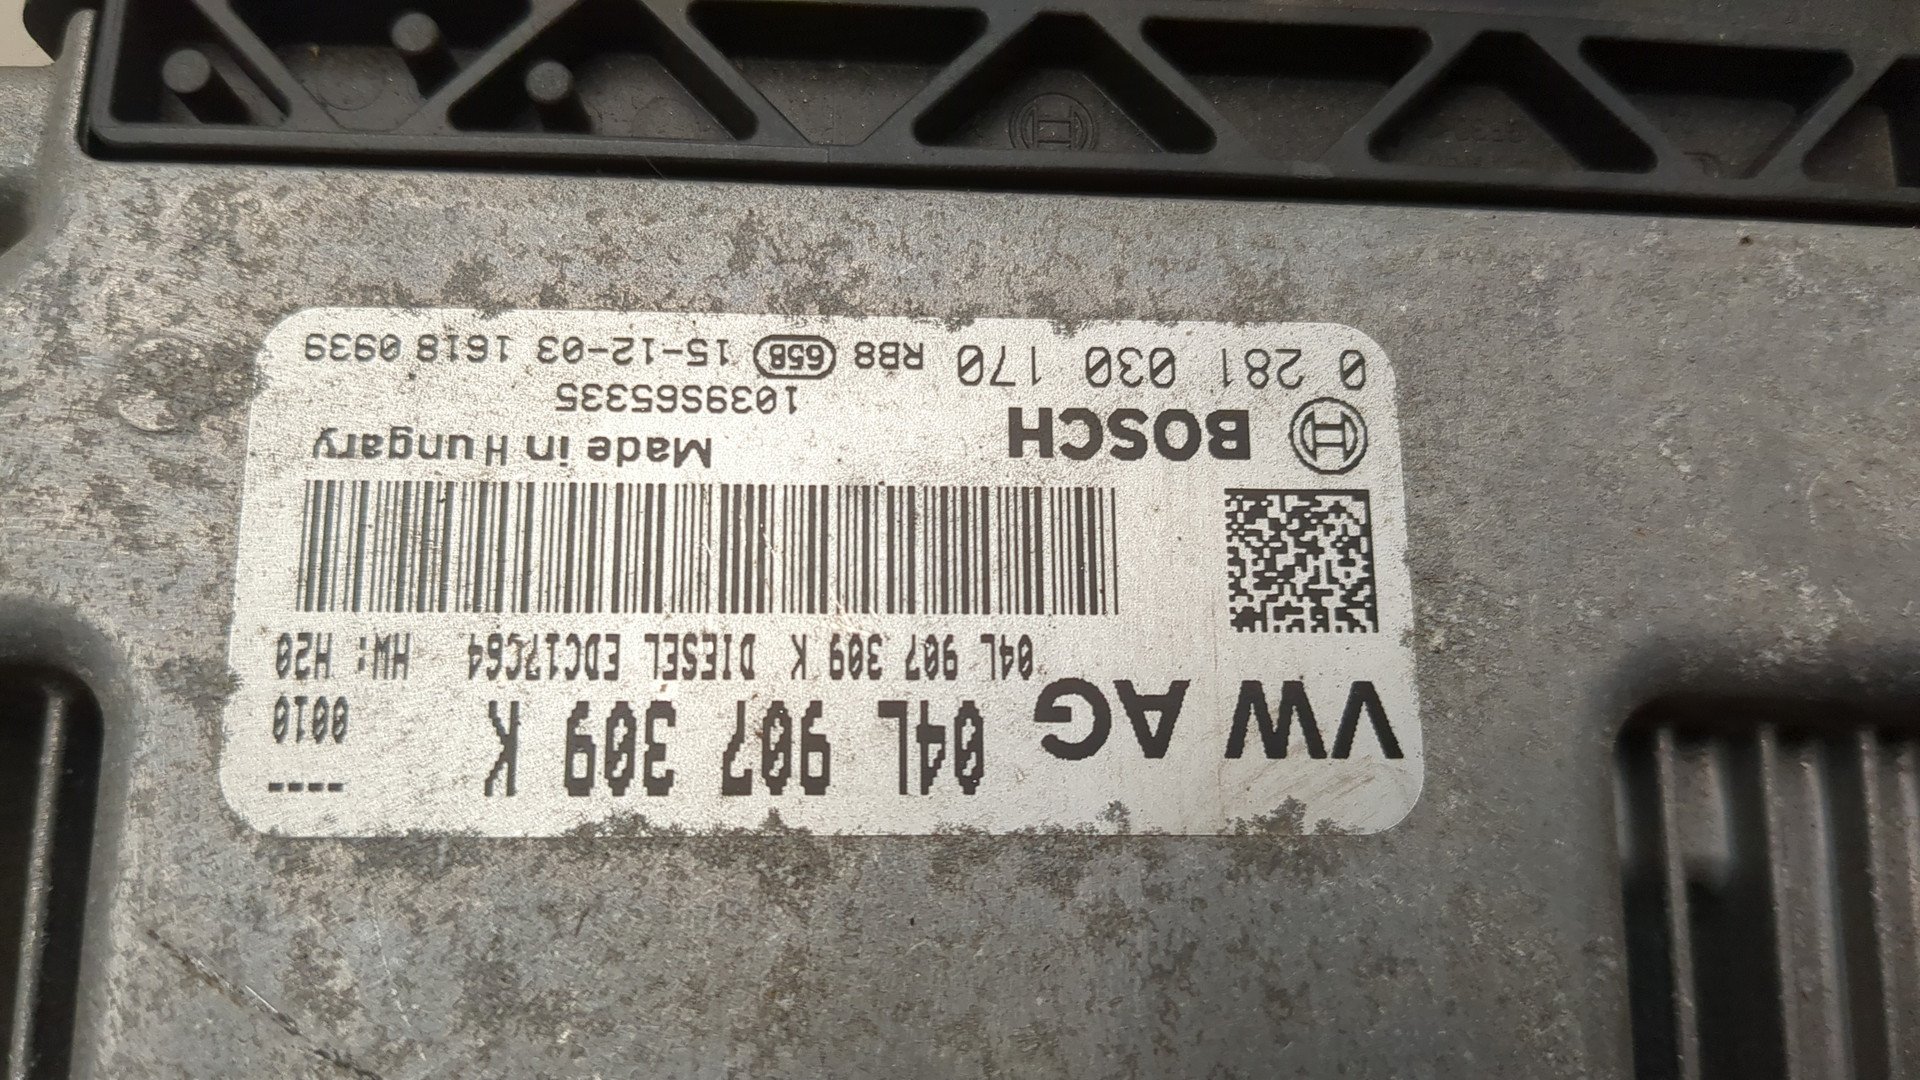 VW AG 04L 907 309 K ----
0010
04L 907 309 K DIESEL EDC17C64 HW: H20
BOSCH Made in Hungary
1039S65335
0 281 030 170 RB8 65B 15-12-03 1618 0939